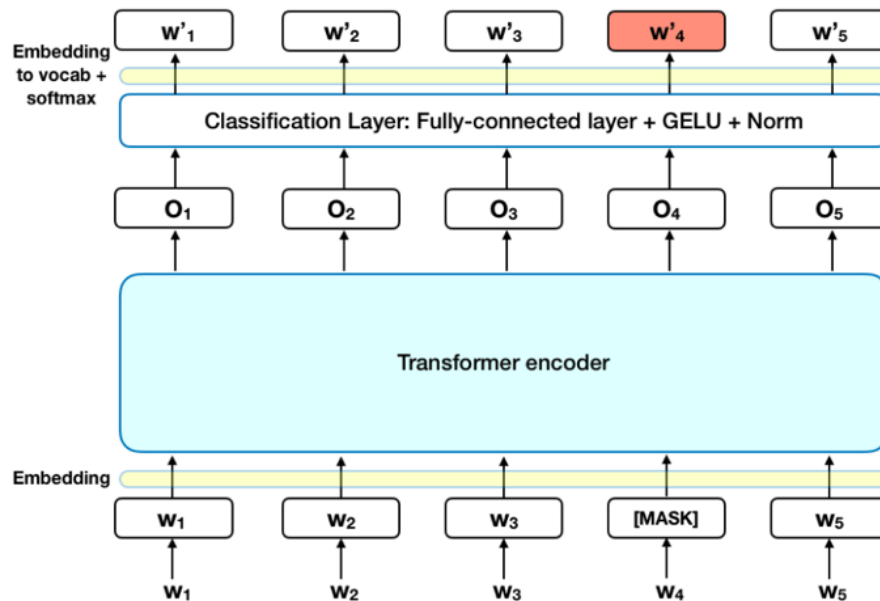 w'₁ w'₂ w'₃ w'₄ w'₅
Embedding
to vocab +
softmax
Classification Layer: Fully-connected layer + GELU + Norm
O₁ O₂ O₃ O₄ O₅
Transformer encoder
Embedding
w₁ w₂ w₃ [MASK] w₅
w₁ w₂ w₃ w₄ w₅